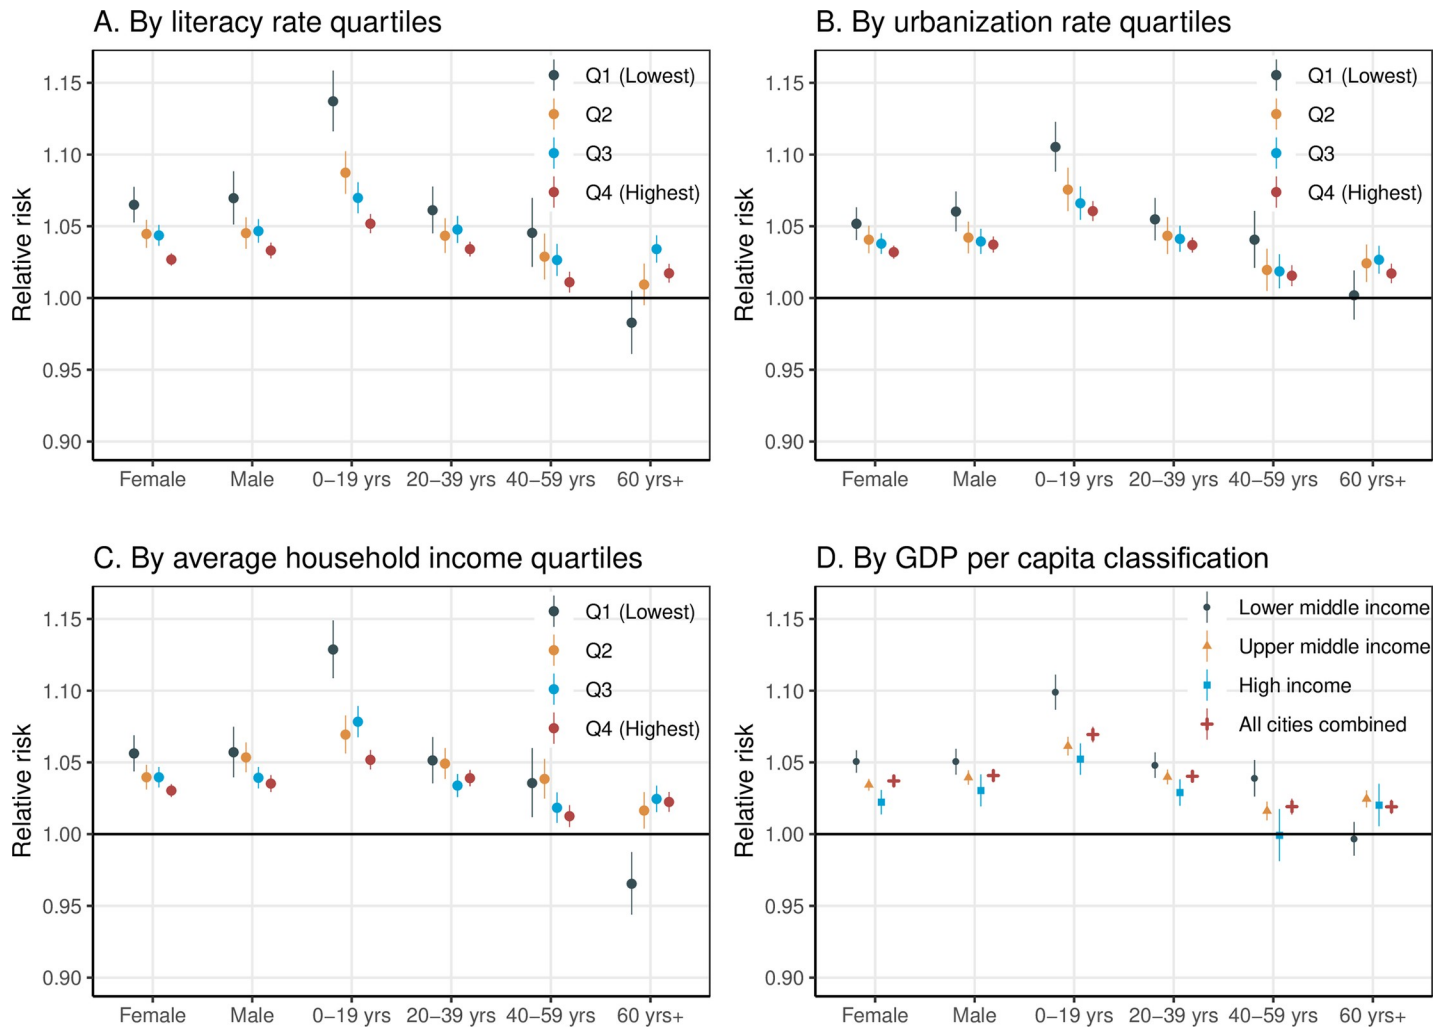 A. By literacy rate quartiles
Relative risk
1.15
1.10
1.05
1.00
0.95
0.90
Q1 (Lowest)
Q2
Q3
Q4 (Highest)
Female Male 0–19 yrs 20–39 yrs 40–59 yrs 60 yrs+
B. By urbanization rate quartiles
Relative risk
1.15
1.10
1.05
1.00
0.95
0.90
Q1 (Lowest)
Q2
Q3
Q4 (Highest)
Female Male 0–19 yrs 20–39 yrs 40–59 yrs 60 yrs+
C. By average household income quartiles
Relative risk
1.15
1.10
1.05
1.00
0.95
0.90
Q1 (Lowest)
Q2
Q3
Q4 (Highest)
Female Male 0–19 yrs 20–39 yrs 40–59 yrs 60 yrs+
D. By GDP per capita classification
Relative risk
1.15
1.10
1.05
1.00
0.95
0.90
Lower middle income
Upper middle income
High income
All cities combined
Female Male 0–19 yrs 20–39 yrs 40–59 yrs 60 yrs+